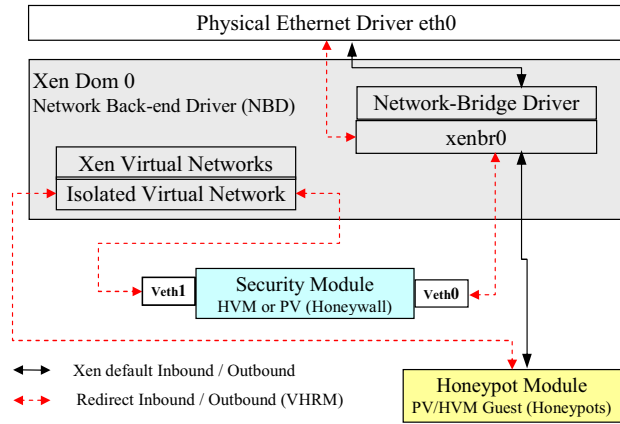 Physical Ethernet Driver eth0
Xen Dom 0
Network Back-end Driver (NBD)
Network-Bridge Driver
xenbr0
Xen Virtual Networks
Isolated Virtual Network
Veth1
Security Module
HVM or PV (Honeywall)
Veth0
Xen default Inbound / Outbound
Redirect Inbound / Outbound (VHRM)
Honeypot Module
PV/HVM Guest (Honeypots)